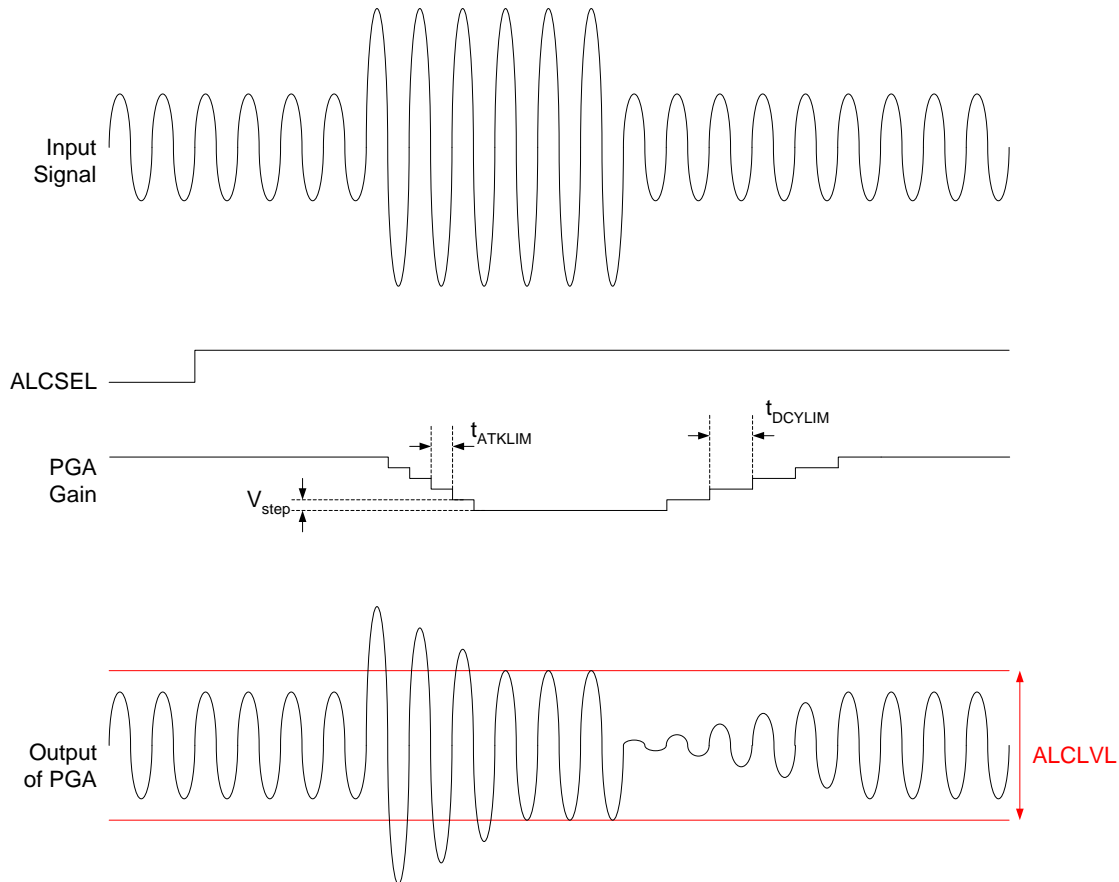 Input
Signal
ALCSEL
tATKLIM
tDCYLIM
PGA
Gain
Vstep
Output
of PGA
ALCLVL